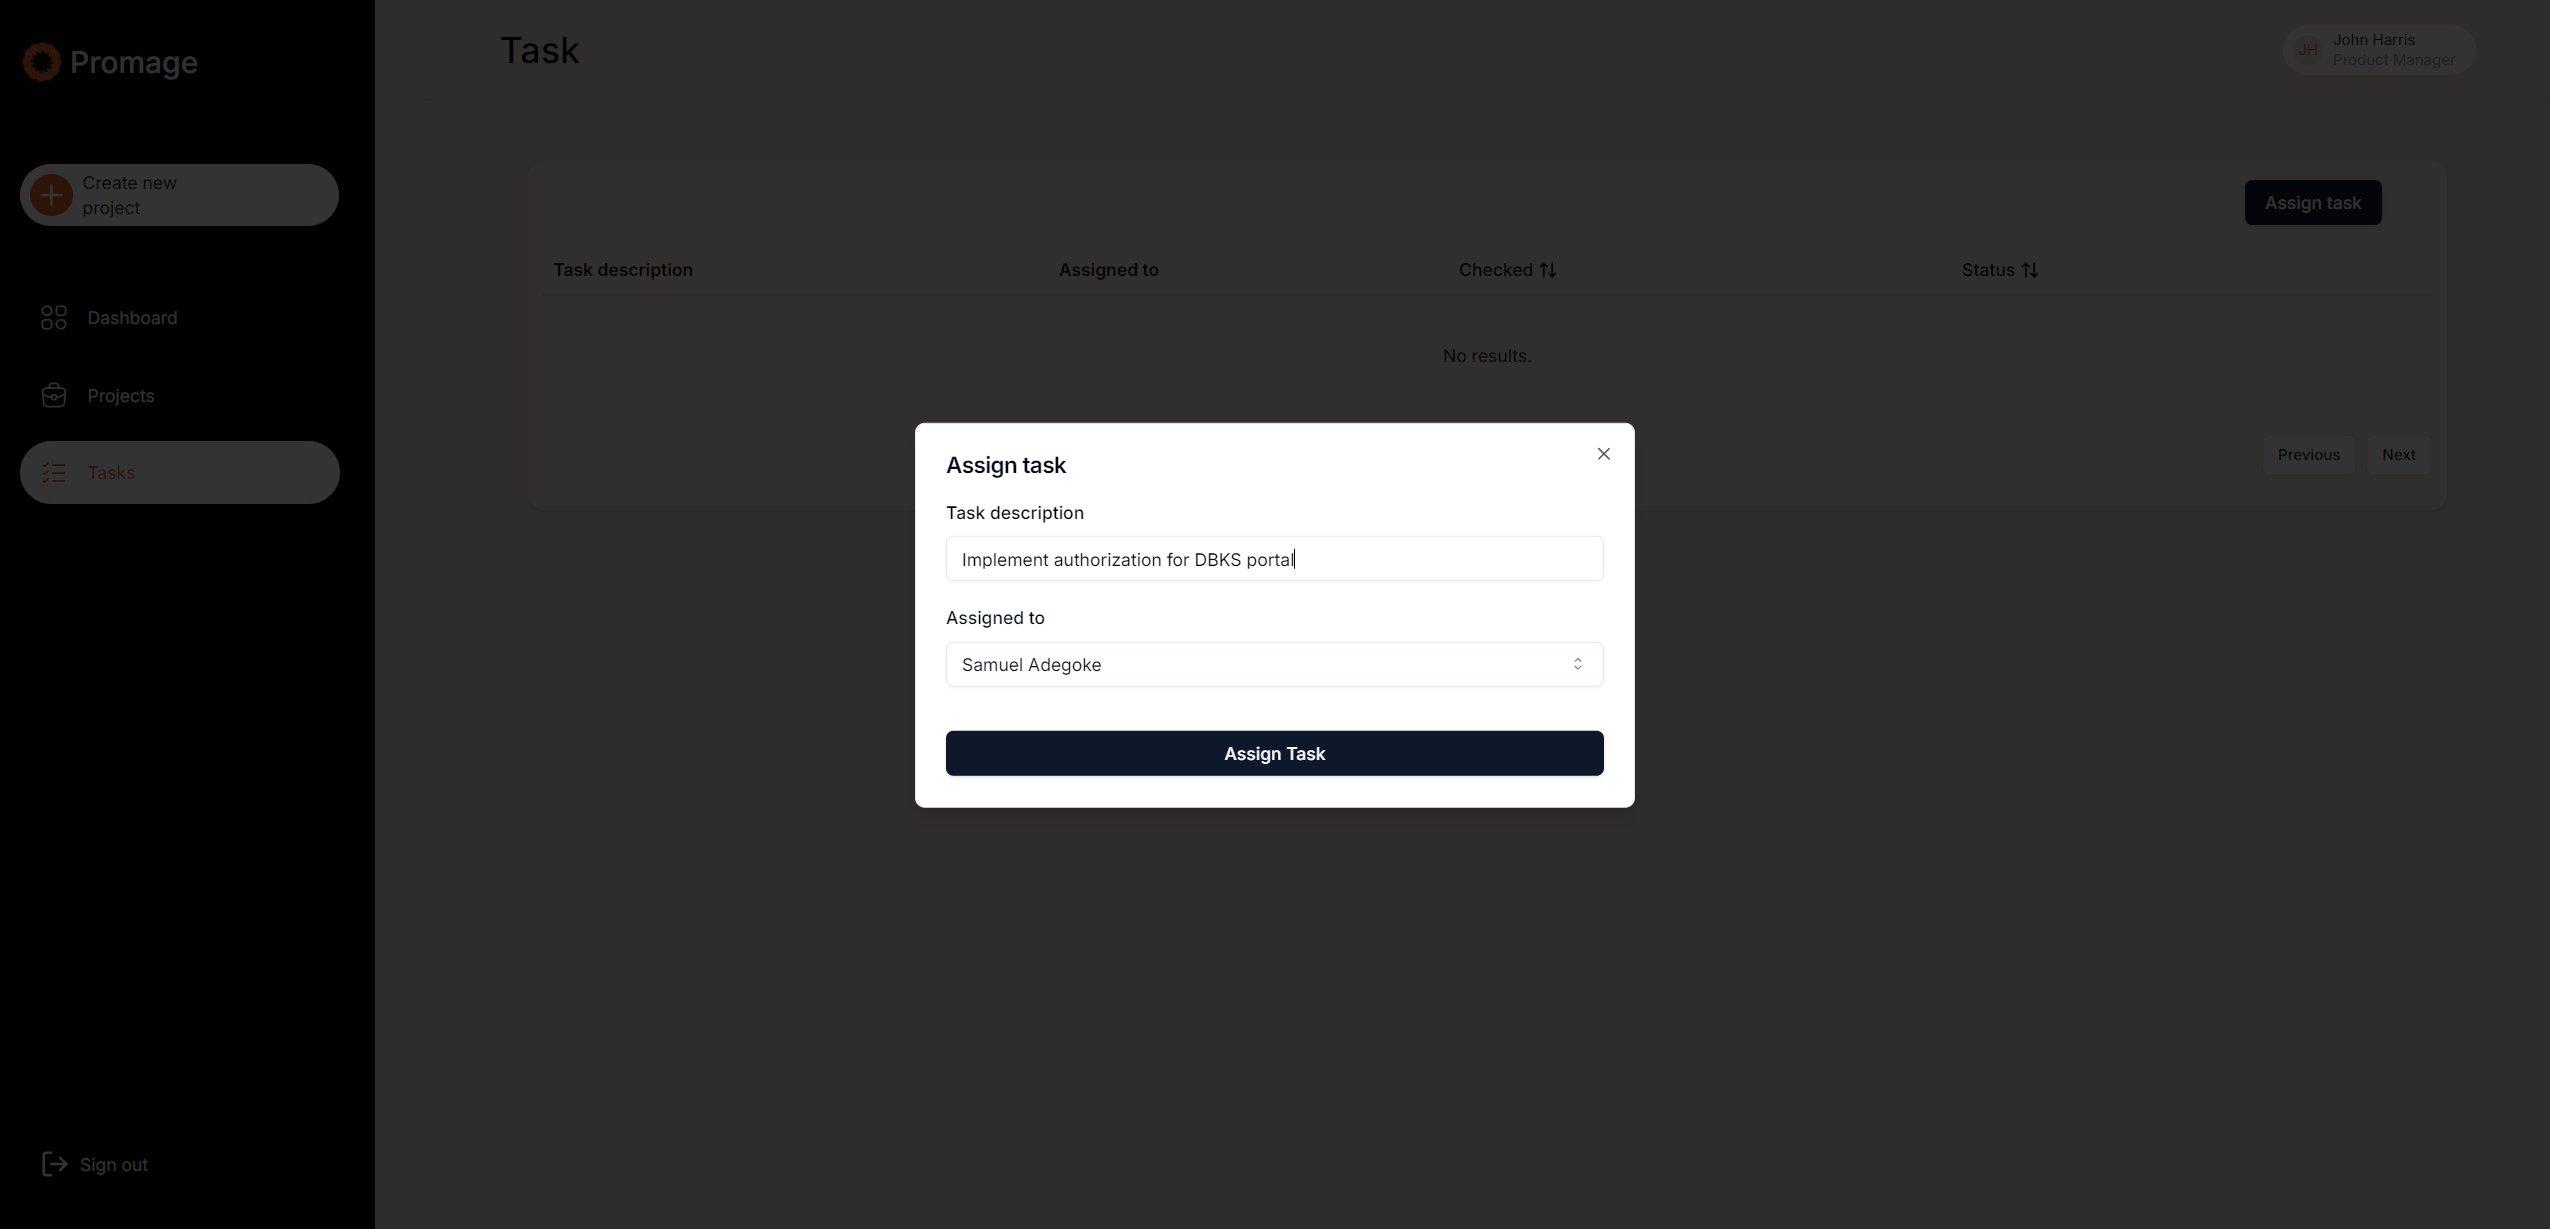 Promage
Create new
project
Dashboard
Projects
Tasks
Sign out
Task
JH
John Harris
Product Manager
Assign task
Task description
Assigned to
Checked
Status
No results.
Previous
Next
Assign task
Task description
Implement authorization for DBKS portal
Assigned to
Samuel Adegoke
Assign Task